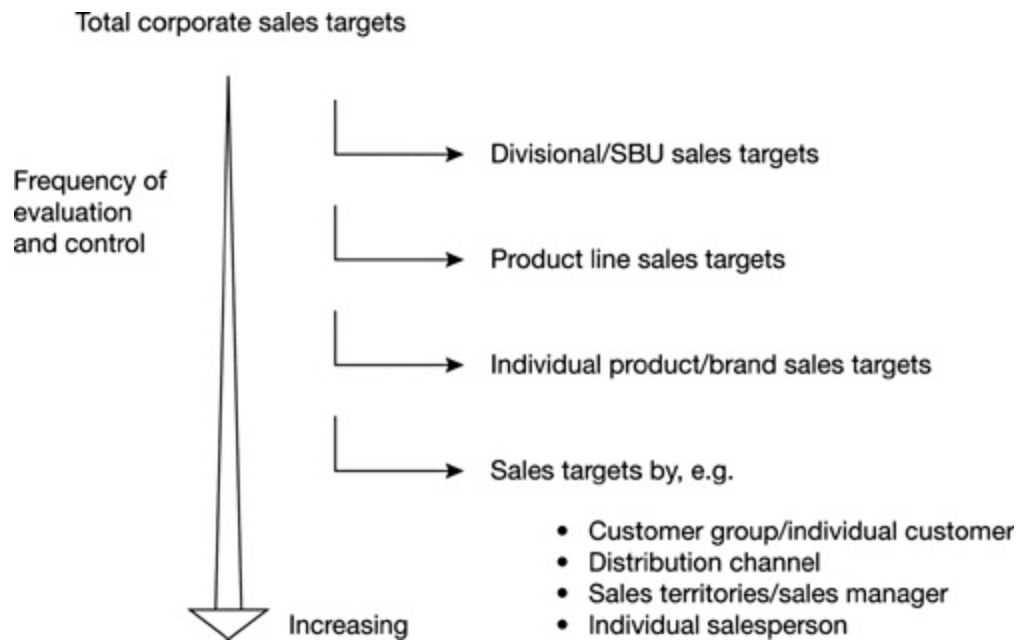 Total corporate sales targets
Divisional/SBU sales targets
Frequency of
evaluation
and control
Product line sales targets
Individual product/brand sales targets
Sales targets by, e.g.
• Customer group/individual customer
• Distribution channel
• Sales territories/sales manager
• Individual salesperson
Increasing